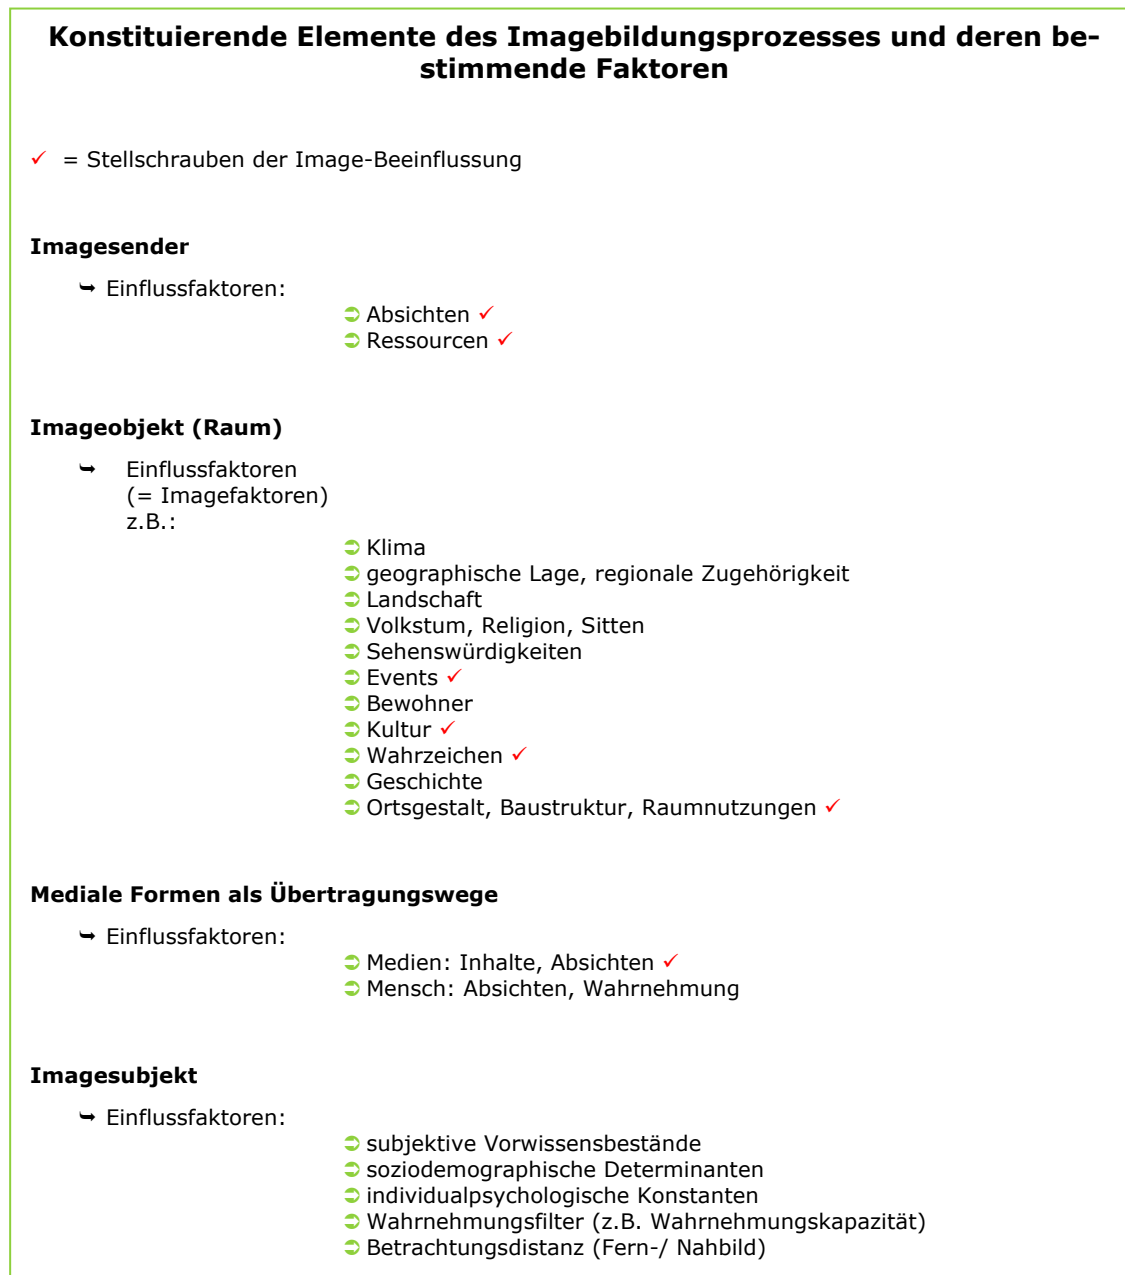 Konstituierende Elemente des Imagebildungsprozesses und deren be-
stimmende Faktoren
✓ = Stellschrauben der Image-Beeinflussung
Imagesender
➥ Einflussfaktoren:
➲ Absichten ✓
➲ Ressourcen ✓
Imageobjekt (Raum)
➥ Einflussfaktoren
(= Imagefaktoren)
z.B.:
➲ Klima
➲ geographische Lage, regionale Zugehörigkeit
➲ Landschaft
➲ Volkstum, Religion, Sitten
➲ Sehenswürdigkeiten
➲ Events ✓
➲ Bewohner
➲ Kultur ✓
➲ Wahrzeichen ✓
➲ Geschichte
➲ Ortsgestalt, Baustruktur, Raumnutzungen ✓
Mediale Formen als Übertragungswege
➥ Einflussfaktoren:
➲ Medien: Inhalte, Absichten ✓
➲ Mensch: Absichten, Wahrnehmung
Imagesubjekt
➥ Einflussfaktoren:
➲ subjektive Vorwissensbestände
➲ soziodemographische Determinanten
➲ individualpsychologische Konstanten
➲ Wahrnehmungsfilter (z.B. Wahrnehmungskapazität)
➲ Betrachtungsdistanz (Fern-/ Nahbild)